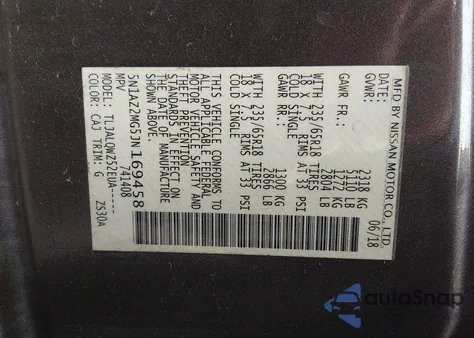 MFD BY NISSAN MOTOR CO., LTD.
DATE: 06/18
GVWR: 2318 KG
5110 LB
GAWR FR.: 1272 KG
2804 LB
WITH 235/65R18 TIRES
18 X 7.5 RIMS AT 33 PSI
COLD SINGLE
GAWR RR: 1300 KG
2866 LB
WITH 235/65R18 TIRES
18 X 7.5 RIMS AT 33 PSI
COLD SINGLE
THIS VEHICLE CONFORMS TO
ALL APPLICABLE FEDERAL
MOTOR VEHICLE SAFETY AND
THEFT PREVENTION
STANDARDS IN EFFECT ON
THE DATE OF MANUFACTURE
SHOWN ABOVE.
5N1AZ2MG5JN169458
MPV 741408
TLJALQWZ52EUA-----
COLOR: CAJ TRIM: G ZS30A
autoSnap